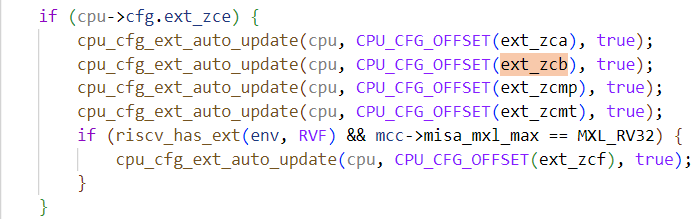 if (cpu->cfg.ext_zce) {
cpu_cfg_ext_auto_update(cpu, CPU_CFG_OFFSET(ext_zca), true);
cpu_cfg_ext_auto_update(cpu, CPU_CFG_OFFSET(ext_zcb), true);
cpu_cfg_ext_auto_update(cpu, CPU_CFG_OFFSET(ext_zcmp), true);
cpu_cfg_ext_auto_update(cpu, CPU_CFG_OFFSET(ext_zcmt), true);
if (riscv_has_ext(env, RVF) && mcc->misa_mxl_max == MXL_RV32) {
cpu_cfg_ext_auto_update(cpu, CPU_CFG_OFFSET(ext_zcf), true);
}
}